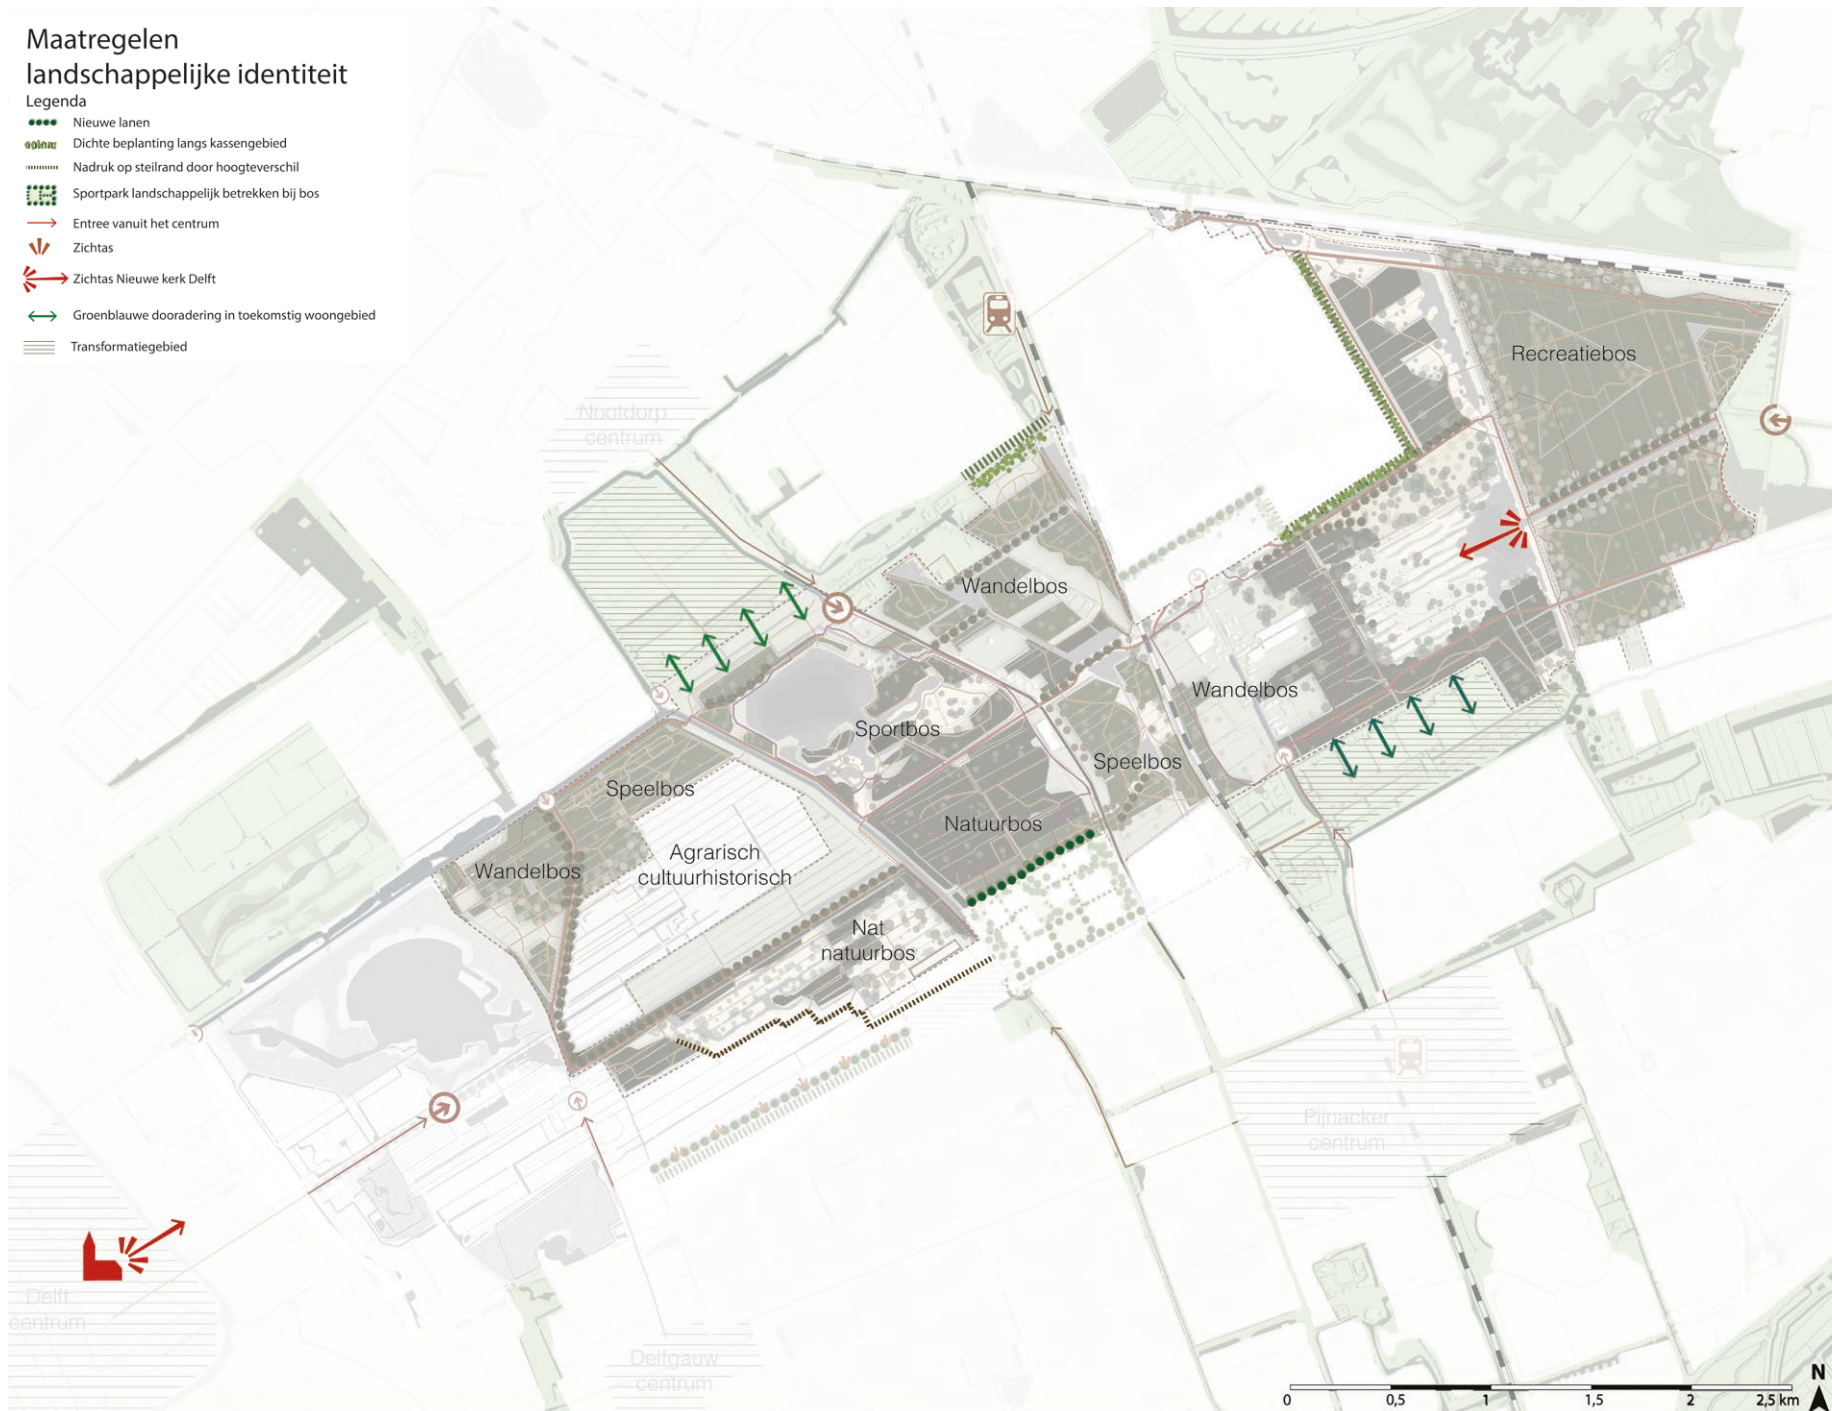 Maatregelen
landschappelijke identiteit
Legenda
Nieuwe lanen
Dichte beplanting langs kassengebied
Nadruk op steilrand door hoogteverschil
Sportpark landschappelijk betrekken bij bos
Entree vanuit het centrum
Zichtas
Zichtas Nieuwe kerk Delft
Groenblauwe dooradering in toekomstig woongebied
Transformatiegebied
Recreatiebos
Nootdorp
centrum
Wandelbos
Wandelbos
Sportbos
Speelbos
Speelbos
Natuurbos
Agrarisch
cultuurhistorisch
Wandelbos
Nat
natuurbos
Pijnacker
centrum
Delft
centrum
Delfgauw
centrum
N
0 0,5 1 1,5 2 2,5 km